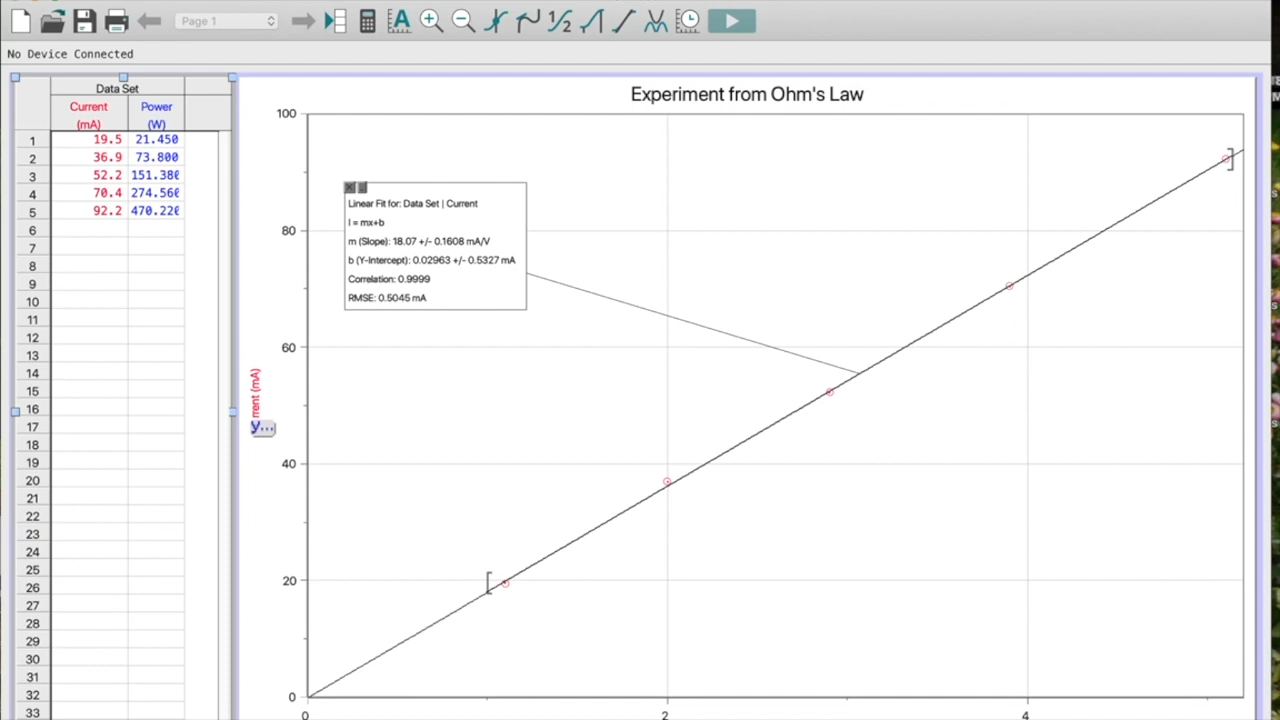 Page 1
A
1/2
No Device Connected
Data Set
Current Power
(mA) (W)
1 19.5 21.450
2 36.9 73.800
3 52.2 151.380
4 70.4 274.560
5 92.2 470.220
6
7
8
9
10
11
12
13
14
15
16
17
18
19
20
21
22
23
24
25
26
27
28
29
30
31
32
33
Experiment from Ohm's Law
100
80
60
40
20
0
rrent (mA)
y...
Linear Fit for: Data Set | Current
I = mx+b
m (Slope): 18.07 +/- 0.1608 mA/V
b (Y-Intercept): 0.02963 +/- 0.5327 mA
Correlation: 0.9999
RMSE: 0.5045 mA
0 2 4